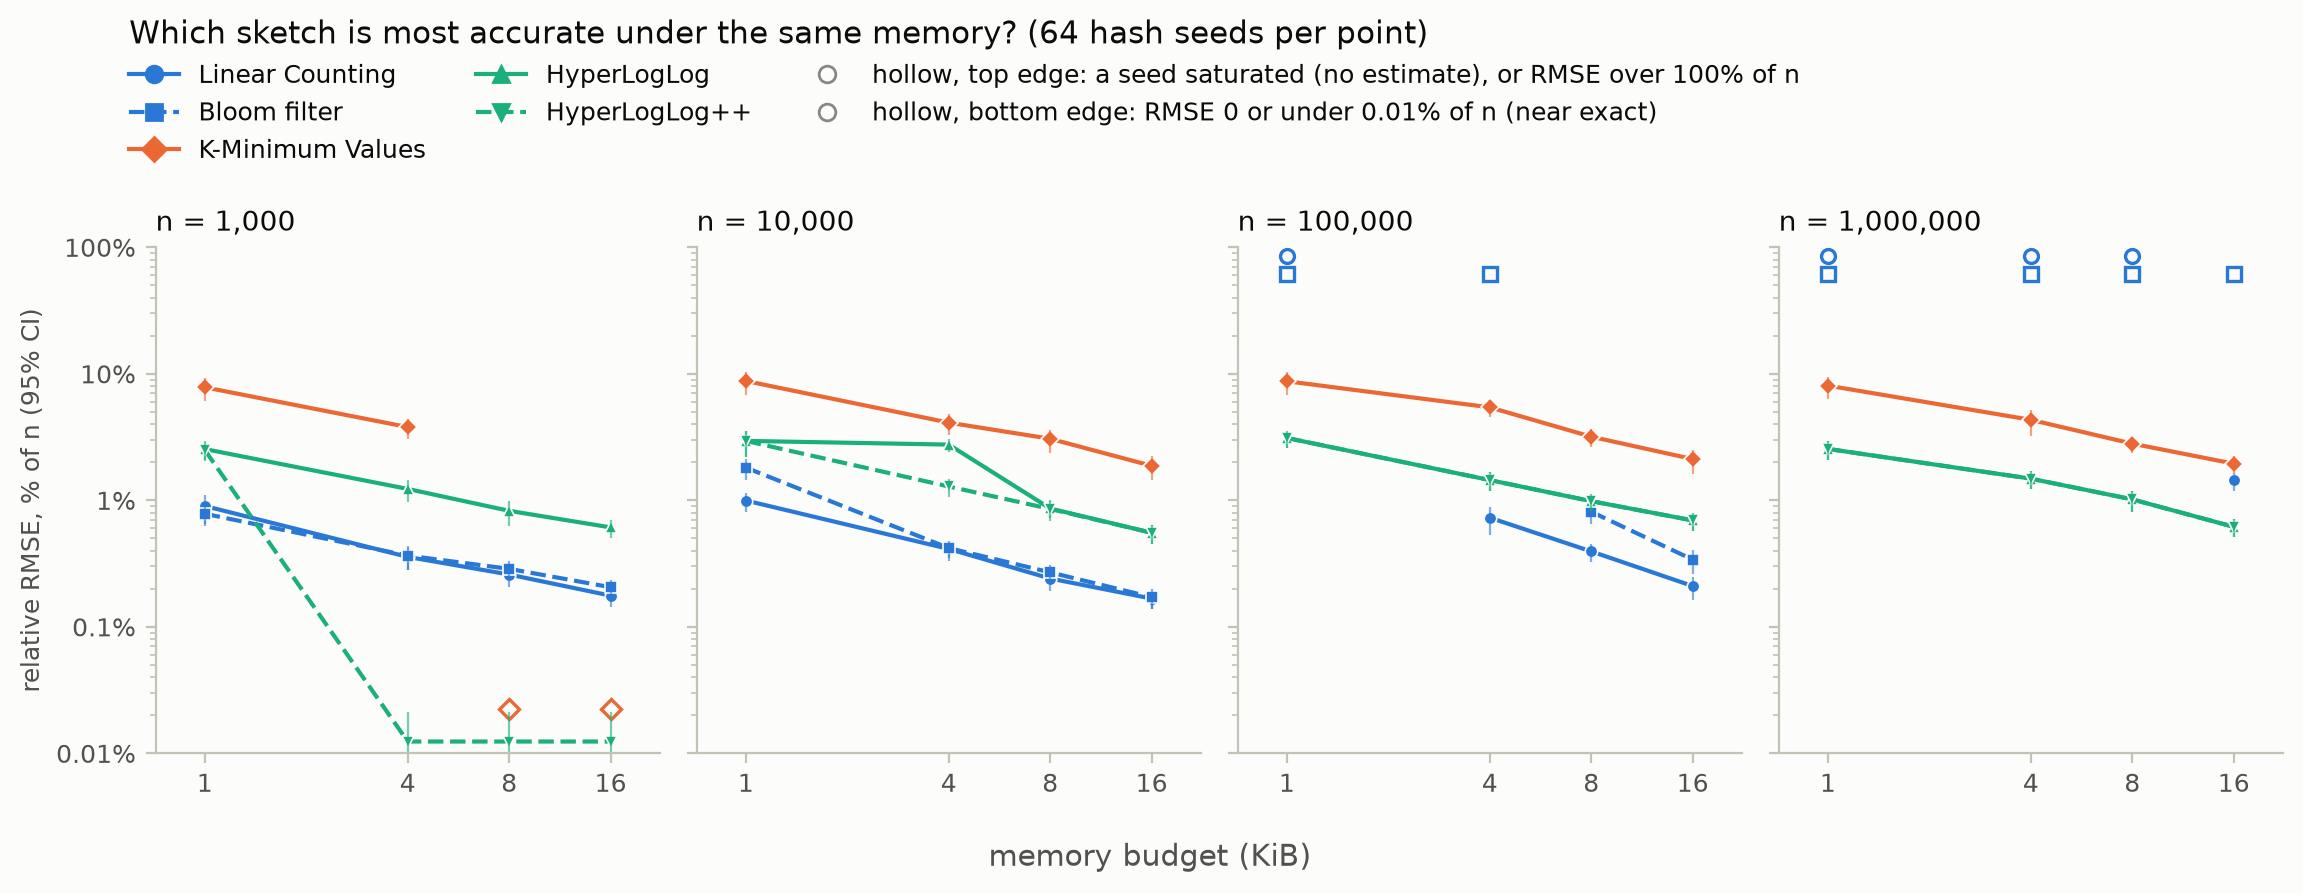 Which sketch is most accurate under the same memory? (64 hash seeds per point)
Linear Counting
HyperLogLog
hollow, top edge: a seed saturated (no estimate), or RMSE over 100% of n
Bloom filter
HyperLogLog++
hollow, bottom edge: RMSE 0 or under 0.01% of n (near exact)
K-Minimum Values
n = 1,000
n = 10,000
n = 100,000
n = 1,000,000
100%
10%
1%
0.1%
0.01%
relative RMSE, % of n (95% CI)
1 4 8 16
1 4 8 16
1 4 8 16
1 4 8 16
memory budget (KiB)